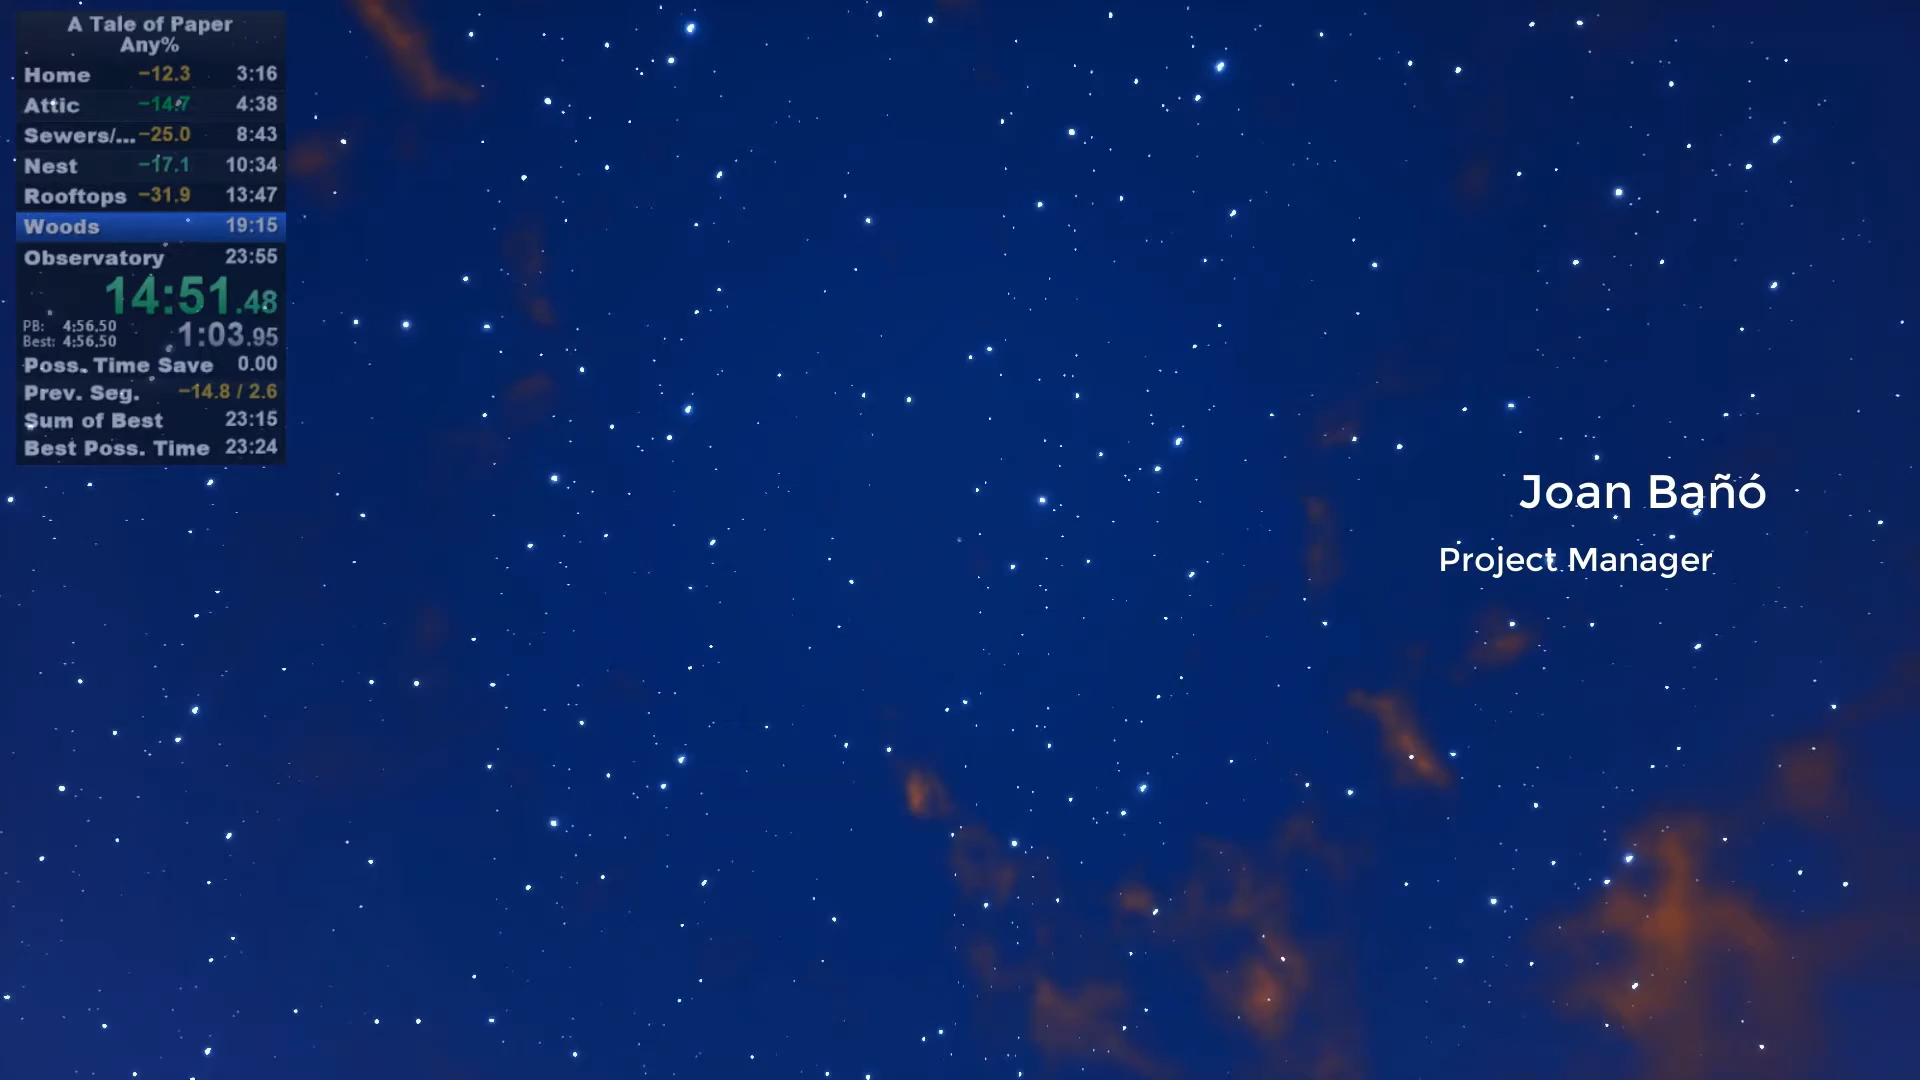 A Tale of Paper
Any%
Home −12.3 3:16
Attic −14.7 4:38
Sewers/... −25.0 8:43
Nest −17.1 10:34
Rooftops −31.9 13:47
Woods 19:15
Observatory 23:55
14:51.48
PB: 4:56.50
Best: 4:56.50
1:03.95
Poss. Time Save 0.00
Prev. Seg. −14.8 / 2.6
Sum of Best 23:15
Best Poss. Time 23:24
Joan Bañó
Project Manager